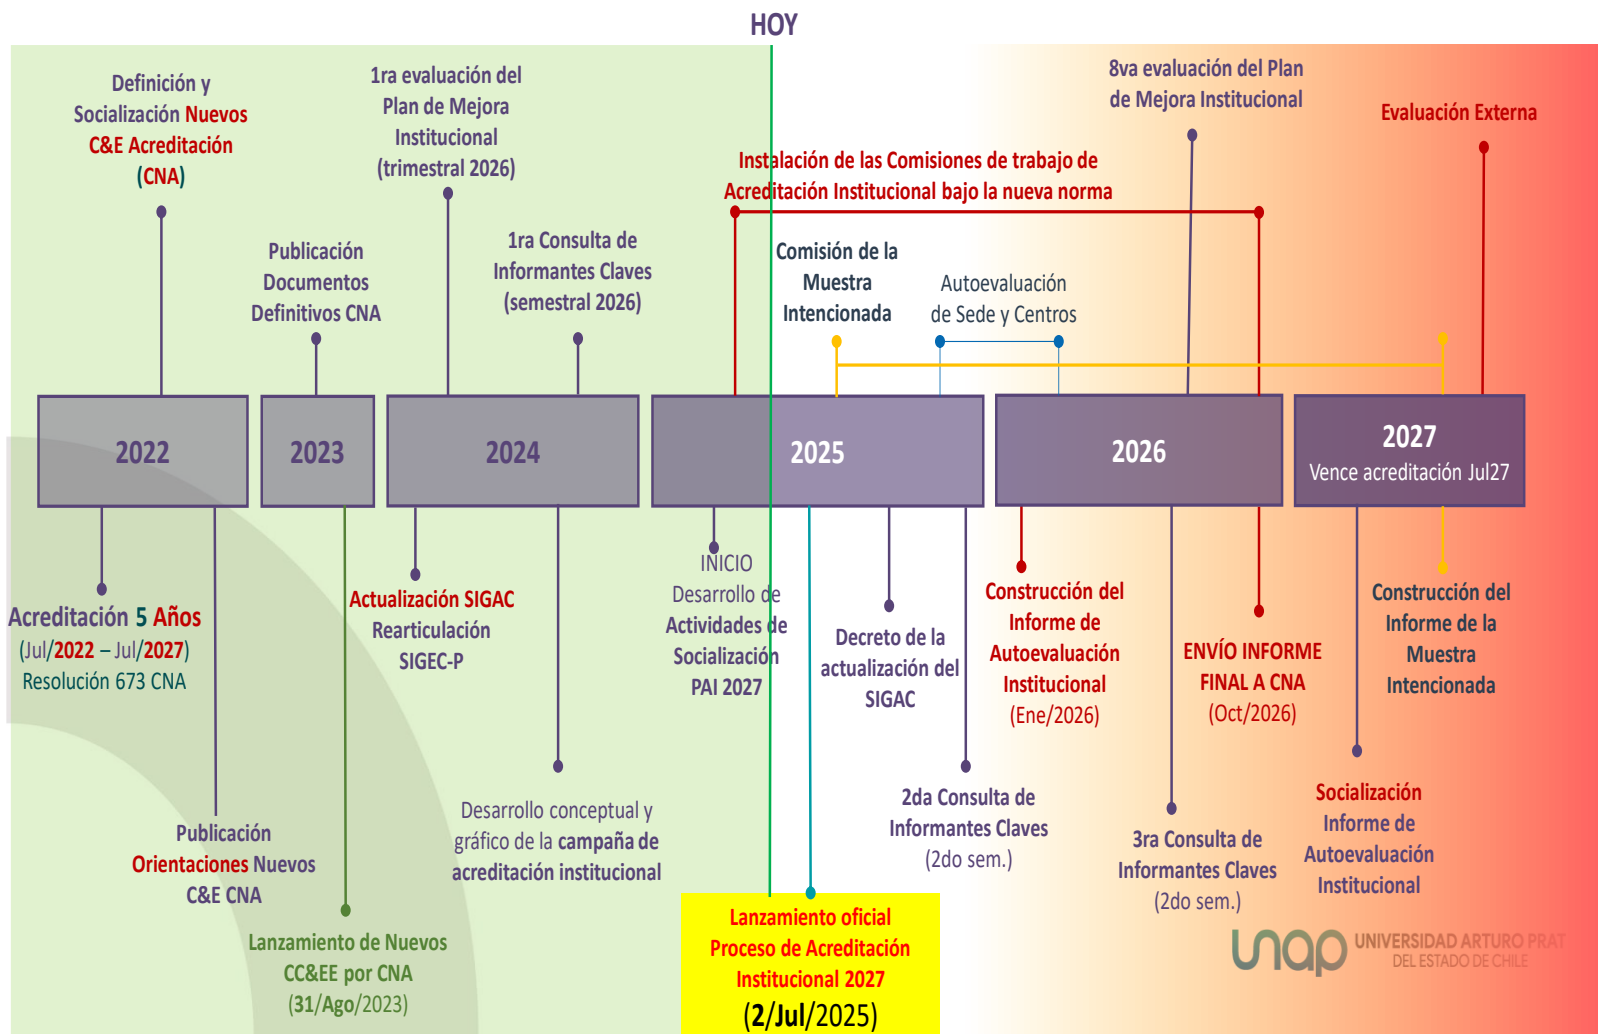 HOY
Definición y
Socialización Nuevos
C&E Acreditación
(CNA)
Publicación
Documentos
Definitivos CNA
1ra evaluación del
Plan de Mejora
Institucional
(trimestral 2026)
1ra Consulta de
Informantes Claves
(semestral 2026)
Instalación de las Comisiones de trabajo de
Acreditación Institucional bajo la nueva norma
Comisión de la
Muestra
Intencionada
Autoevaluación
de Sede y Centros
8va evaluación del Plan
de Mejora Institucional
Evaluación Externa
2022
2023
2024
2025
2026
2027
Vence acreditación Jul27
Acreditación 5 Años
(Jul/2022 – Jul/2027)
Resolución 673 CNA
Publicación
Orientaciones Nuevos
C&E CNA
Lanzamiento de Nuevos
CC&EE por CNA
(31/Ago/2023)
Actualización SIGAC
Rearticulación
SIGEC-P
Desarrollo conceptual y
gráfico de la campaña de
acreditación institucional
INICIO
Desarrollo de
Actividades de
Socialización
PAI 2027
Lanzamiento oficial
Proceso de Acreditación
Institucional 2027
(2/Jul/2025)
Decreto de la
actualización del
SIGAC
2da Consulta de
Informantes Claves
(2do sem.)
Construcción del
Informe de
Autoevaluación
Institucional
(Ene/2026)
3ra Consulta de
Informantes Claves
(2do sem.)
ENVÍO INFORME
FINAL A CNA
(Oct/2026)
Socialización
Informe de
Autoevaluación
Institucional
Construcción del
Informe de la
Muestra
Intencionada
unap
UNIVERSIDAD ARTURO PRAT
DEL ESTADO DE CHILE